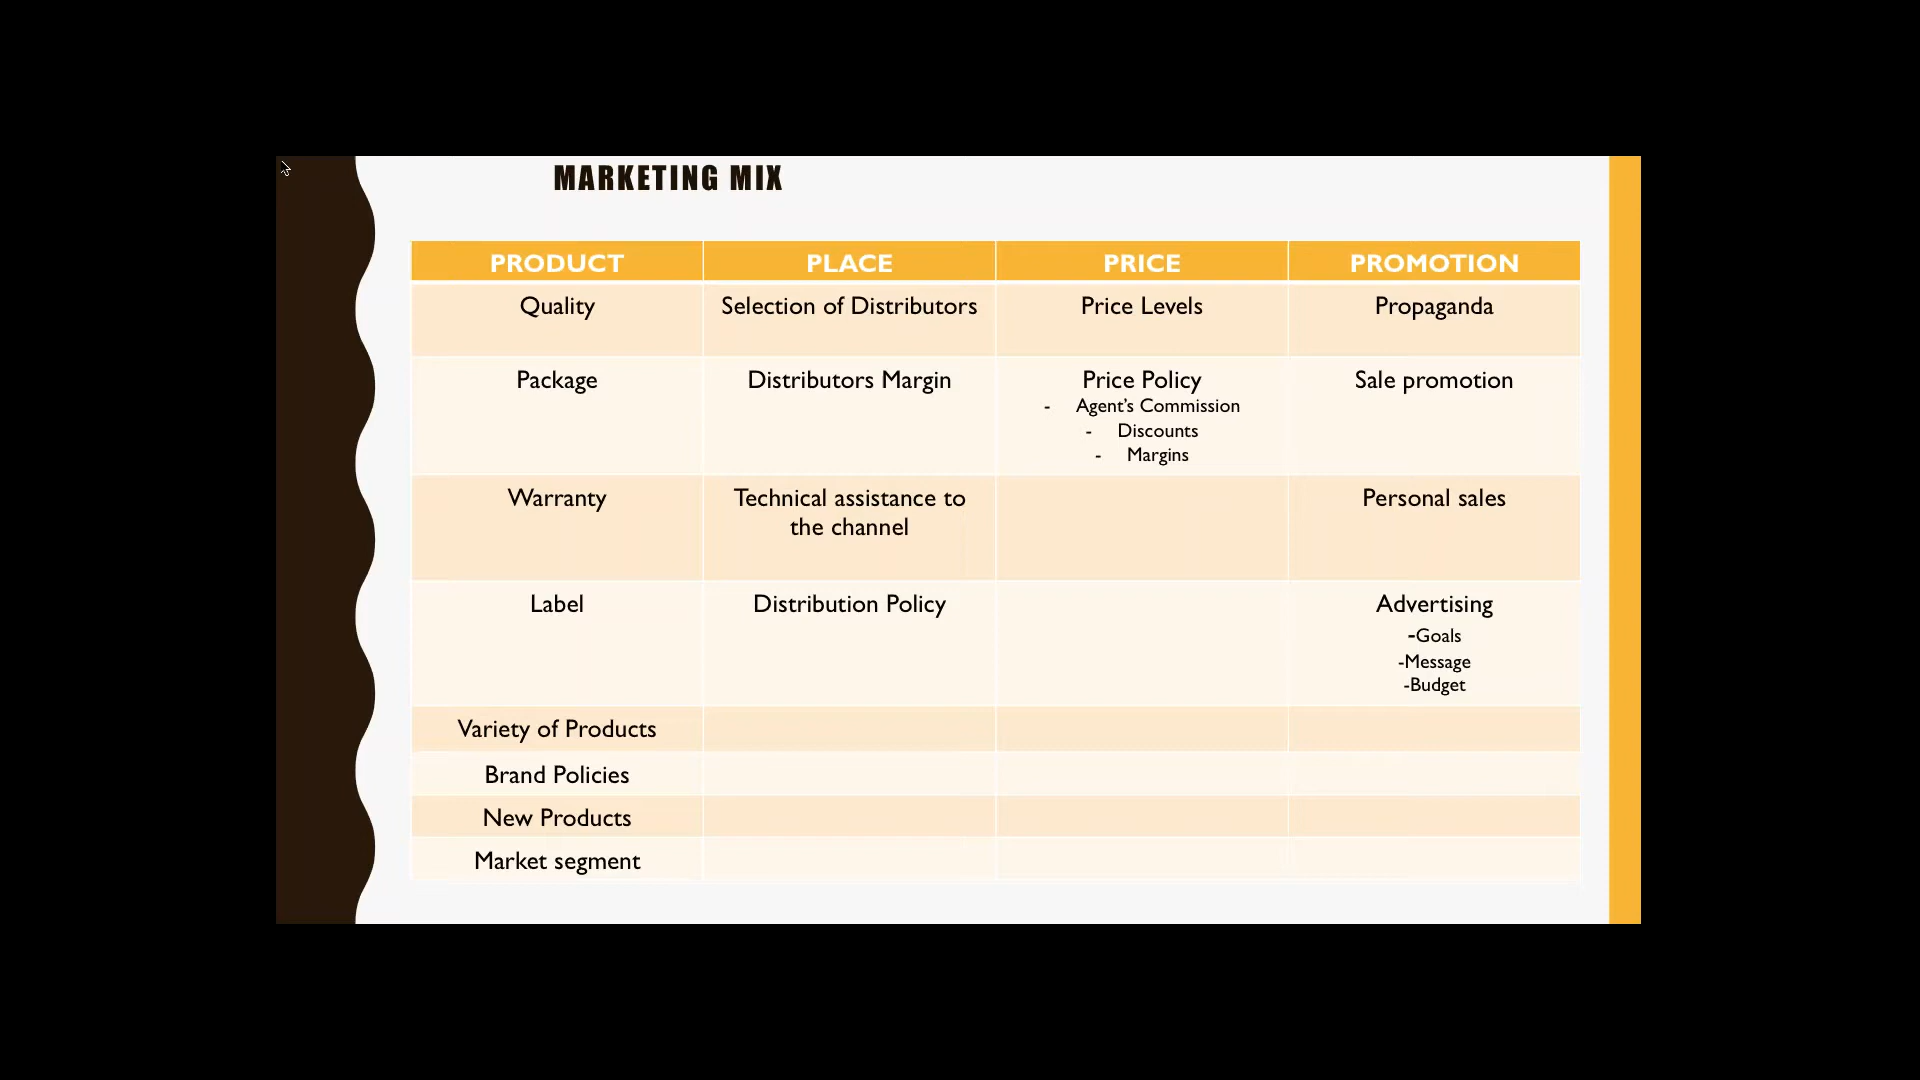 MARKETING MIX
PRODUCT PLACE PRICE PROMOTION
Quality Selection of Distributors Price Levels Propaganda
Package Distributors Margin Price Policy Sale promotion
- Agent's Commission
- Discounts
- Margins
Warranty Technical assistance to Personal sales
the channel
Label Distribution Policy Advertising
-Goals
-Message
-Budget
Variety of Products
Brand Policies
New Products
Market segment